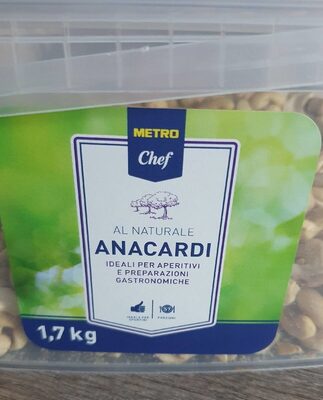 METRO
Chef
AL NATURALE
ANACARDI
IDEALI PER APERITIVI
E PREPARAZIONI
GASTRONOMICHE
1,7 kg